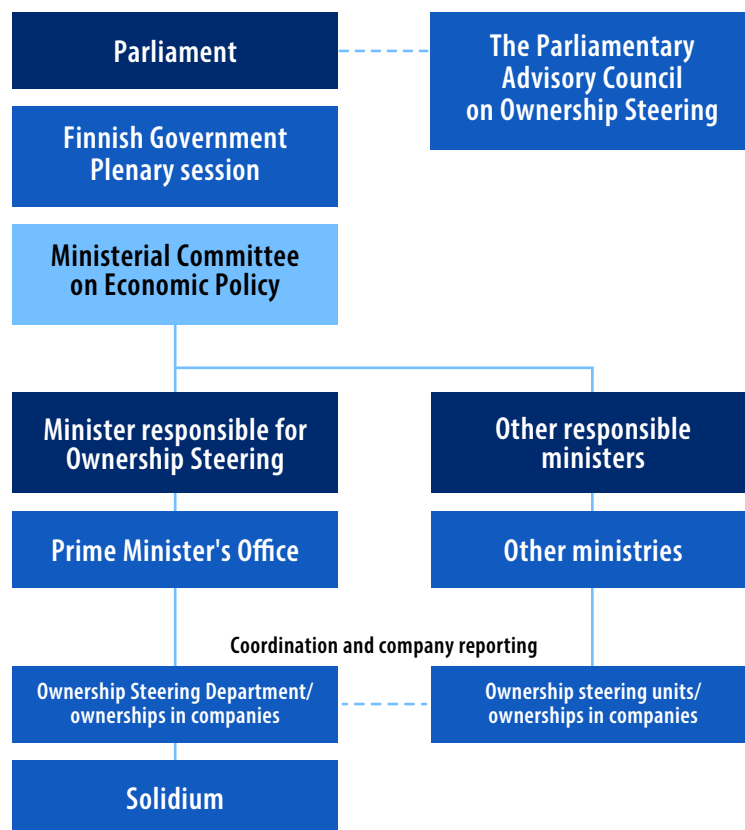 Parliament
The Parliamentary
Advisory Council
on Ownership Steering
Finnish Government
Plenary session
Ministerial Committee
on Economic Policy
Minister responsible for
Ownership Steering
Other responsible
ministers
Prime Minister's Office
Other ministries
Coordination and company reporting
Ownership Steering Department/
ownerships in companies
Ownership steering units/
ownerships in companies
Solidium